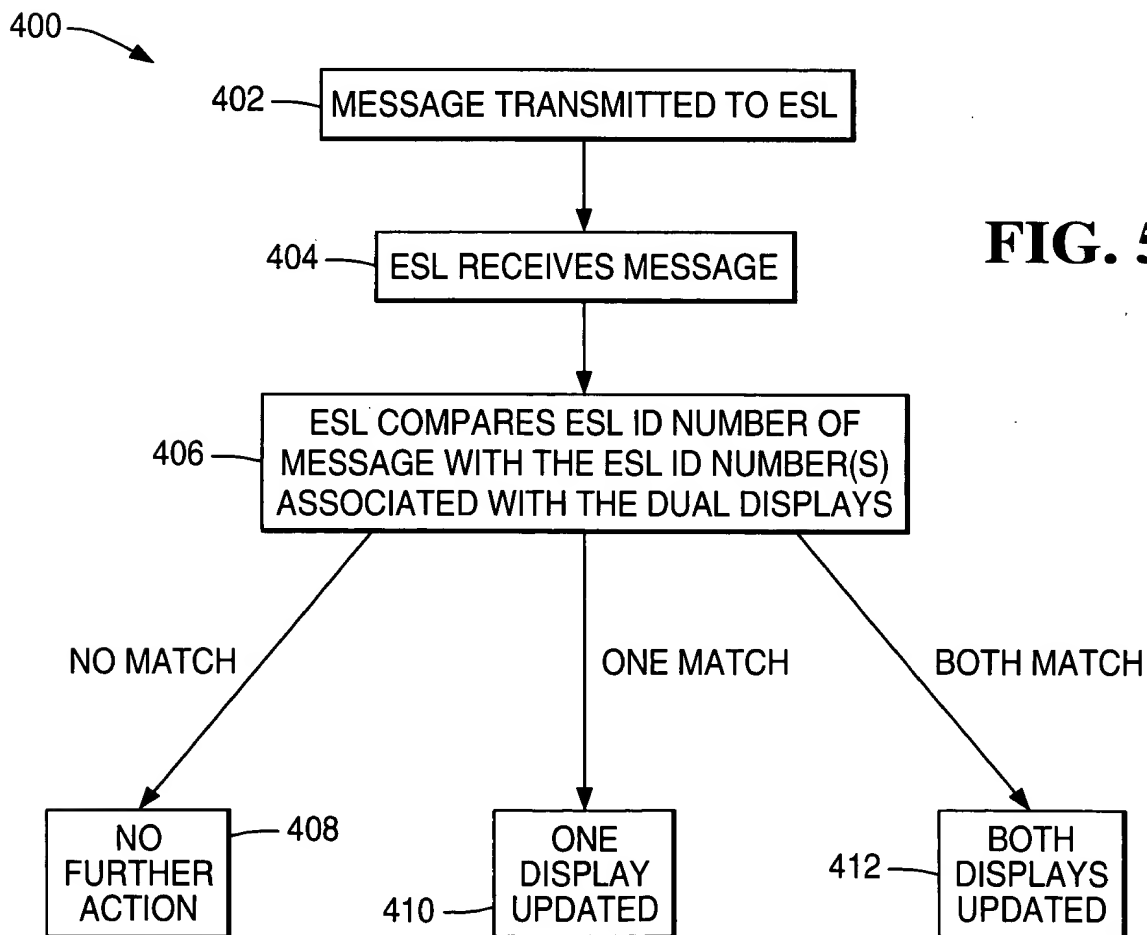 400
402
MESSAGE TRANSMITTED TO ESL
404
ESL RECEIVES MESSAGE
FIG. 5
406
ESL COMPARES ESL ID NUMBER OF
MESSAGE WITH THE ESL ID NUMBER(S)
ASSOCIATED WITH THE DUAL DISPLAYS
NO MATCH
ONE MATCH
BOTH MATCH
NO
FURTHER
ACTION
408
ONE
DISPLAY
UPDATED
410
BOTH
DISPLAYS
UPDATED
412